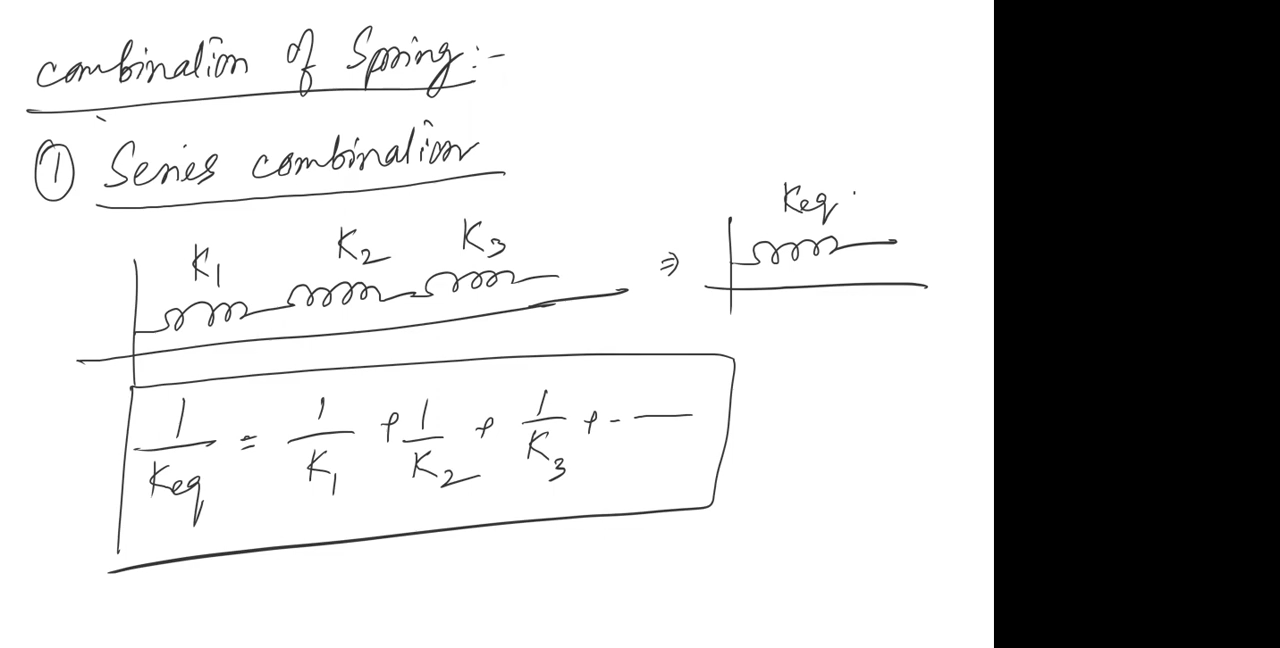 combination of Spring:-
① Series combination
K₁ K₂ K₃ ⇒ Keq.
1/Keq = 1/K₁ + 1/K₂ + 1/K₃ + - —